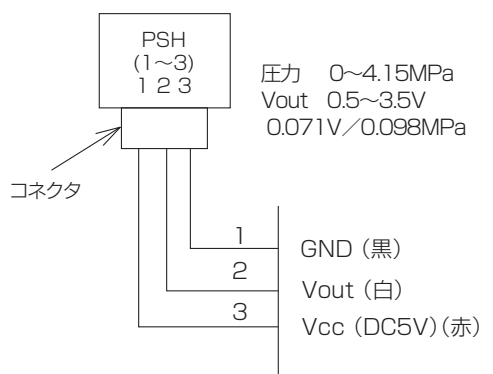 PSH
(1～3)
1 2 3
圧力 0～4.15MPa
Vout 0.5～3.5V
0.071V／0.098MPa
コネクタ
1
GND（黒）
2
Vout（白）
3
Vcc（DC5V）（赤）